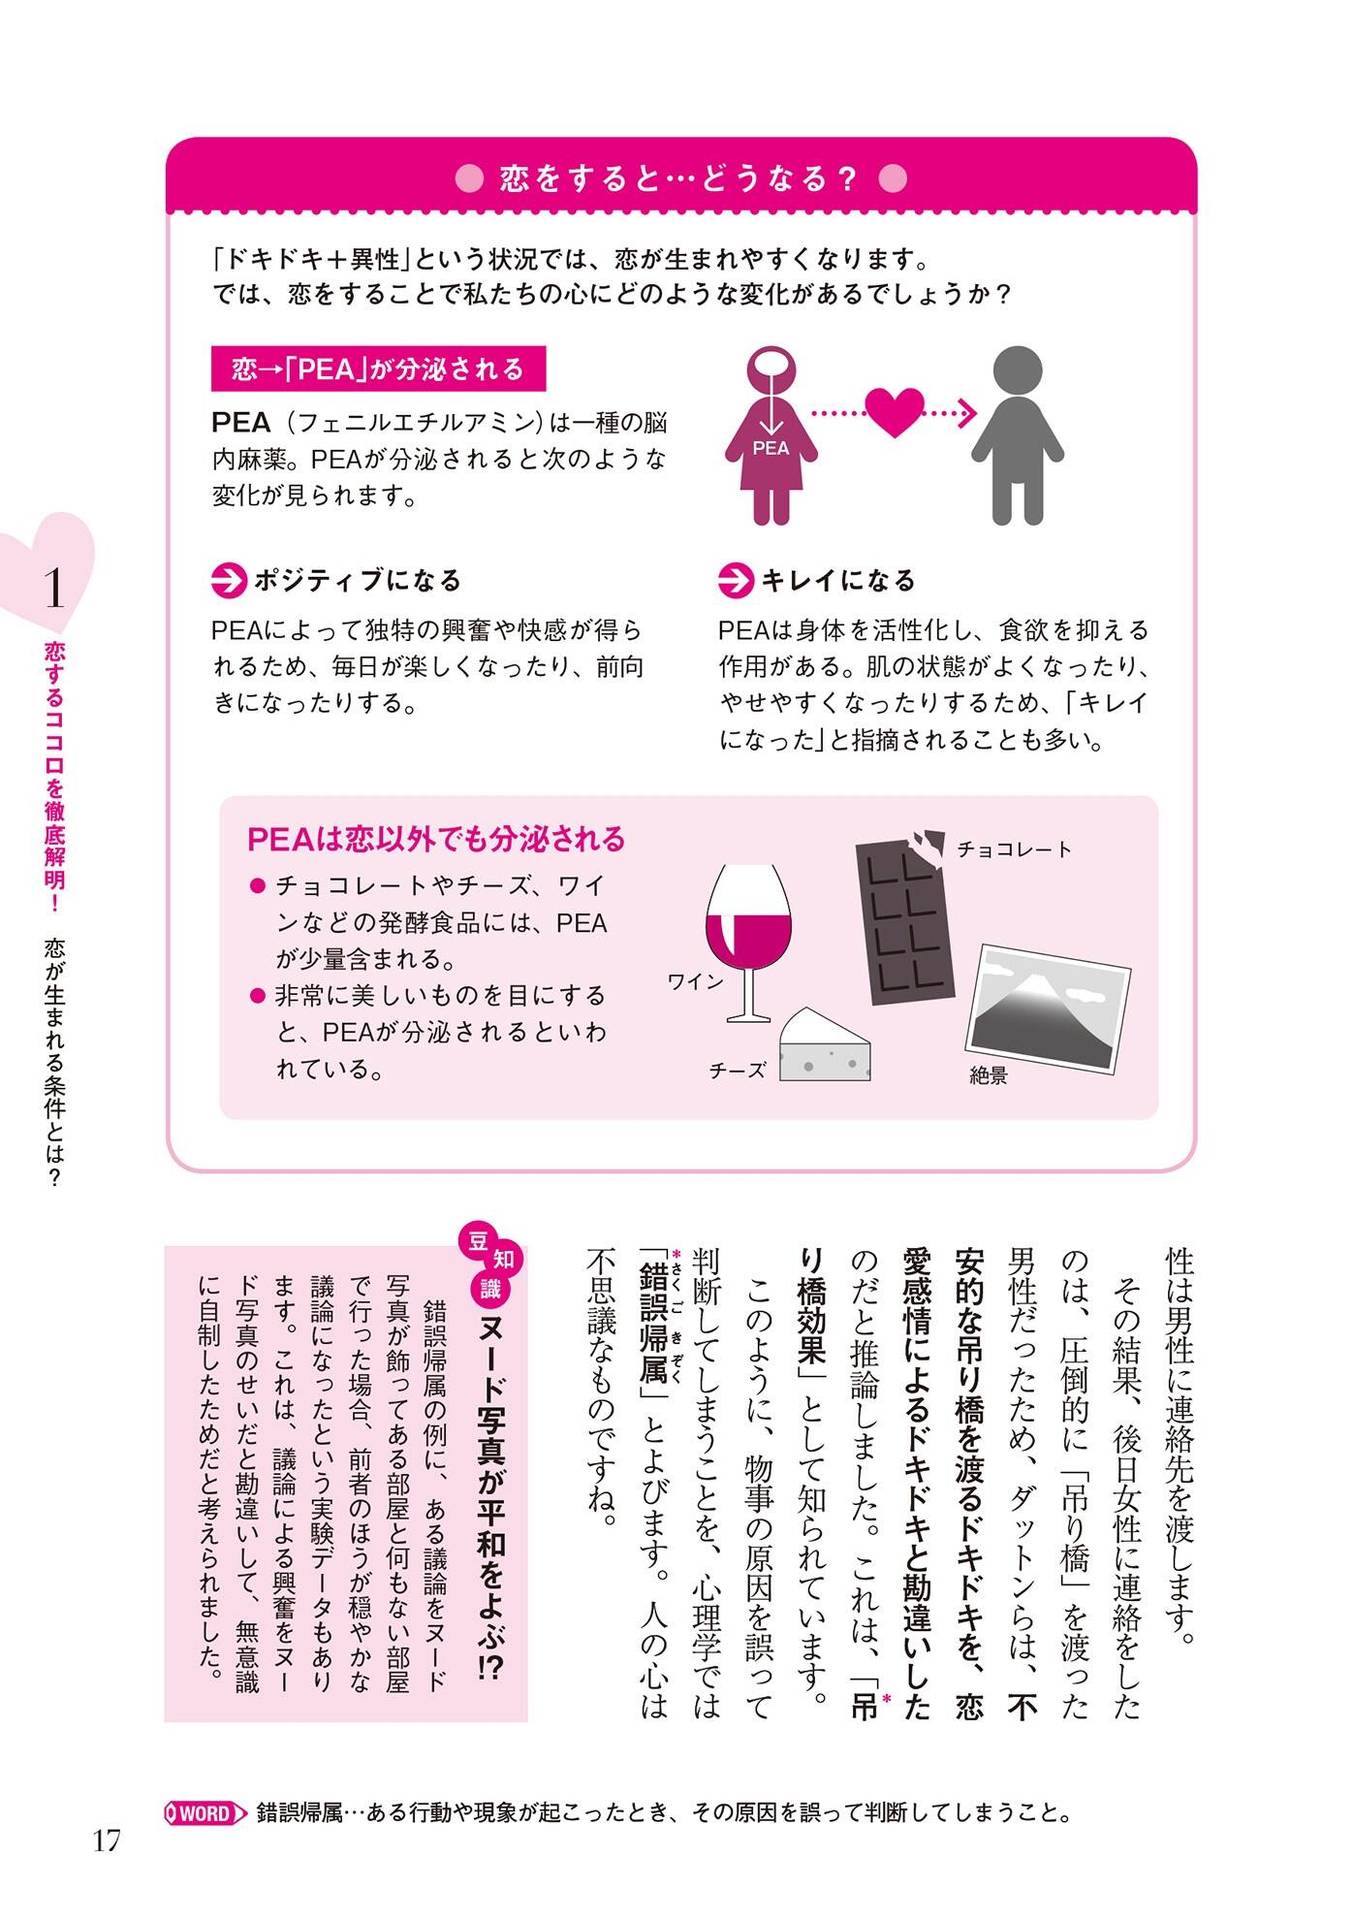 恋をすると…どうなる？
「ドキドキ＋異性」という状況では、恋が生まれやすくなります。
では、恋をすることで私たちの心にどのような変化があるでしょうか？
恋→「PEA」が分泌される
PEA（フェニルエチルアミン）は一種の脳
内麻薬。PEAが分泌されると次のような
変化が見られます。
PEA
ポジティブになる
PEAによって独特の興奮や快感が得ら
れるため、毎日が楽しくなったり、前向
きになったりする。
キレイになる
PEAは身体を活性化し、食欲を抑える
作用がある。肌の状態がよくなったり、
やせやすくなったりするため、「キレイ
になった」と指摘されることも多い。
PEAは恋以外でも分泌される
● チョコレートやチーズ、ワイ
ンなどの発酵食品には、PEA
が少量含まれる。
● 非常に美しいものを目にする
と、PEAが分泌されるといわ
れている。
ワイン
チョコレート
チーズ
絶景
性は男性に連絡先を渡します。
その結果、後日女性に連絡をした
のは、圧倒的に「吊り橋」を渡った
男性だったため、ダットンらは、不
安的な吊り橋を渡るドキドキを、恋
愛感情によるドキドキと勘違いした
のだと推論しました。これは、「吊*
り橋効果」として知られています。
このように、物事の原因を誤って
判断してしまうことを、心理学では
*さくごきぞく
「錯誤帰属」とよびます。人の心は
不思議なものですね。
豆知識
ヌード写真が平和をよぶ!?
錯誤帰属の例に、ある議論をヌード
写真が飾ってある部屋と何もない部屋
で行った場合、前者のほうが穏やかな
議論になったという実験データもあり
ます。これは、議論による興奮をヌー
ド写真のせいだと勘違いして、無意識
に自制したためだと考えられました。
WORD 錯誤帰属…ある行動や現象が起こったとき、その原因を誤って判断してしまうこと。
1
恋するココロを徹底解明！ 恋が生まれる条件とは？
17